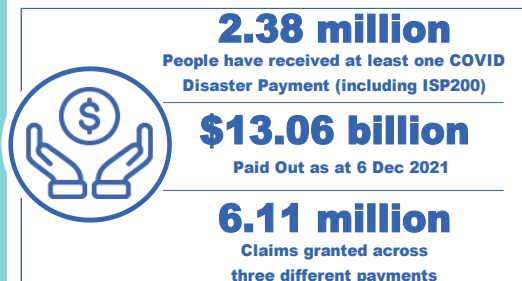 2.38 million
People have received at least one COVID
Disaster Payment (including ISP200)
$13.06 billion
Paid Out as at 6 Dec 2021
6.11 million
Claims granted across
three different payments